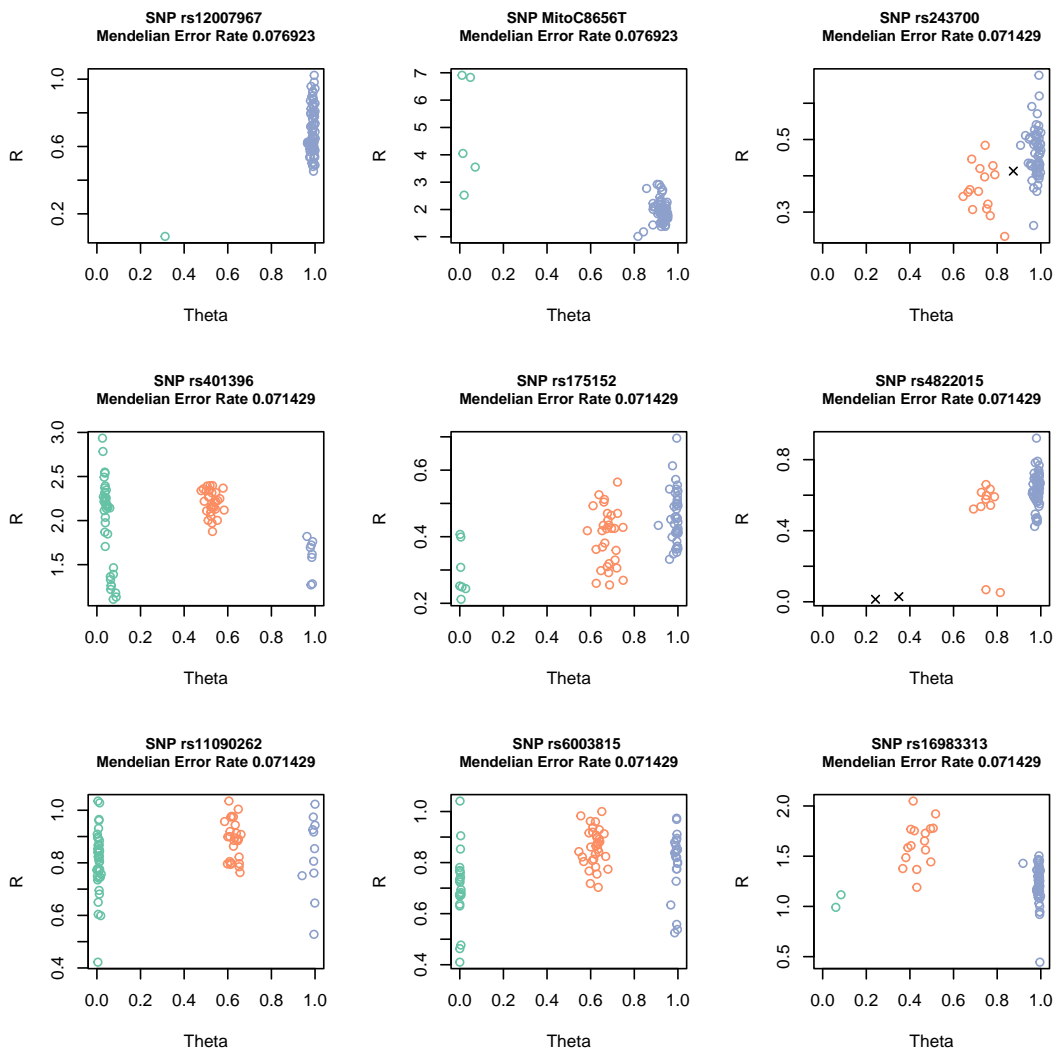 SNP rs12007967
Mendelian Error Rate 0.076923
R
0.2 0.6 1.0
0.0 0.2 0.4 0.6 0.8 1.0
Theta
SNP MitoC8656T
Mendelian Error Rate 0.076923
R
1 2 3 4 5 6 7
0.0 0.2 0.4 0.6 0.8 1.0
Theta
SNP rs243700
Mendelian Error Rate 0.071429
R
0.3 0.5
0.0 0.2 0.4 0.6 0.8 1.0
Theta
SNP rs401396
Mendelian Error Rate 0.071429
R
1.5 2.0 2.5 3.0
0.0 0.2 0.4 0.6 0.8 1.0
Theta
SNP rs175152
Mendelian Error Rate 0.071429
R
0.2 0.4 0.6
0.0 0.2 0.4 0.6 0.8 1.0
Theta
SNP rs4822015
Mendelian Error Rate 0.071429
R
0.0 0.4 0.8
0.0 0.2 0.4 0.6 0.8 1.0
Theta
SNP rs11090262
Mendelian Error Rate 0.071429
R
0.4 0.6 0.8 1.0
0.0 0.2 0.4 0.6 0.8 1.0
Theta
SNP rs6003815
Mendelian Error Rate 0.071429
R
0.4 0.6 0.8 1.0
0.0 0.2 0.4 0.6 0.8 1.0
Theta
SNP rs16983313
Mendelian Error Rate 0.071429
R
0.5 1.0 1.5 2.0
0.0 0.2 0.4 0.6 0.8 1.0
Theta